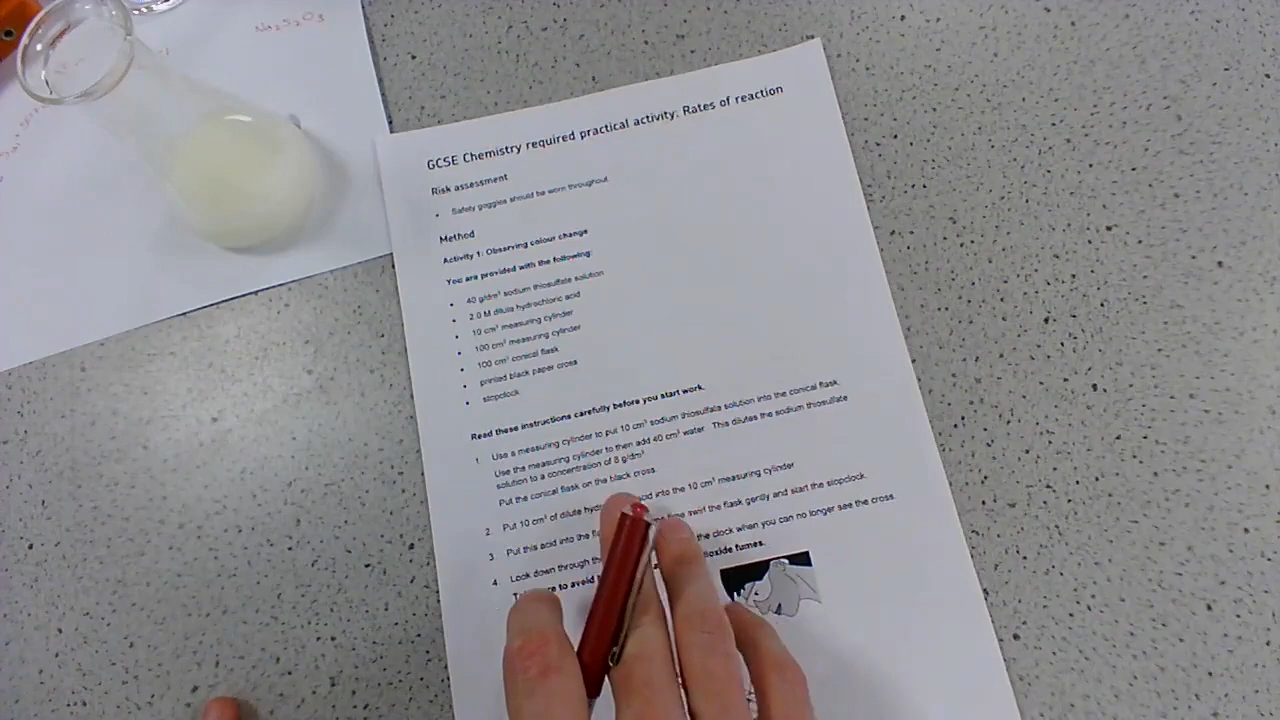 Na₂S₂O₃
GCSE Chemistry required practical activity: Rates of reaction
Risk assessment
• Safety goggles should be worn throughout.
Method
Activity 1: Observing colour change
You are provided with the following:
• 40 g/dm³ sodium thiosulfate solution
• 2.0 M dilute hydrochloric acid
• 10 cm³ measuring cylinder
• 100 cm³ measuring cylinder
• 100 cm³ conical flask
• printed black paper cross
• stopclock
Read these instructions carefully before you start work.
1. Use a measuring cylinder to put 10 cm³ sodium thiosulfate solution into the conical flask.
Use the measuring cylinder to then add 40 cm³ water. This dilutes the sodium thiosulfate
solution to a concentration of 8 g/dm³
Put the conical flask on the black cross.
2. Put 10 cm³ of dilute acid into the 10 cm³ measuring cylinder
3. Put this acid into the swirl the flask gently and start the stopclock.
4. Look down through the clock when you can no longer see the cross.
to avoid fumes.